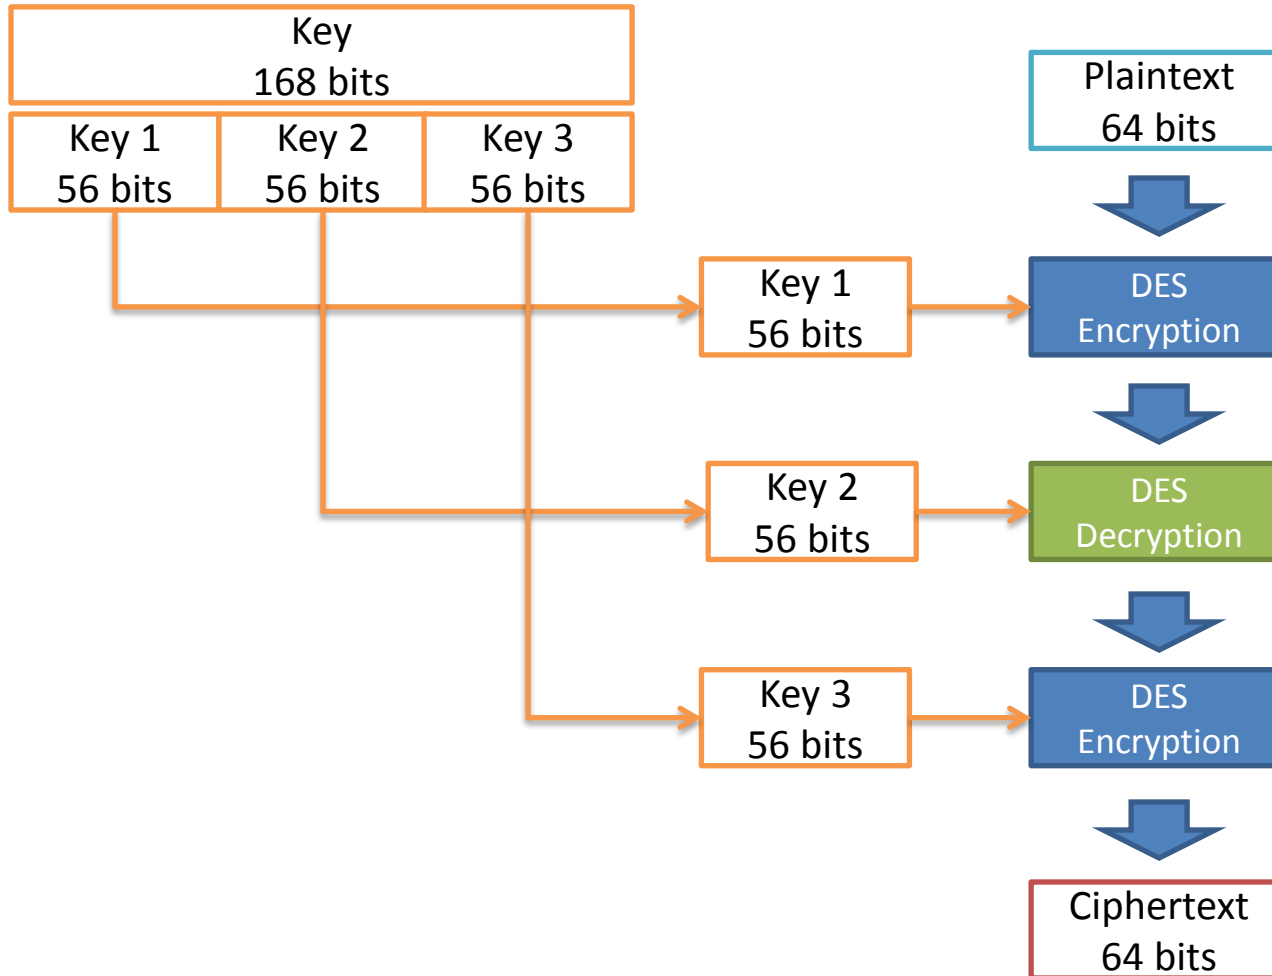 Key
168 bits
Key 1
56 bits
Key 2
56 bits
Key 3
56 bits
Plaintext
64 bits
Key 1
56 bits
DES
Encryption
Key 2
56 bits
DES
Decryption
Key 3
56 bits
DES
Encryption
Ciphertext
64 bits